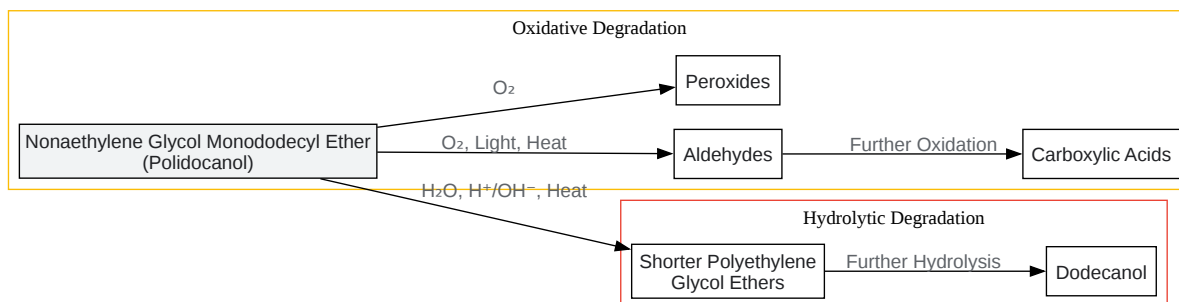 Oxidative Degradation
O₂
Peroxides
Nonaethylene Glycol Monododecyl Ether
(Polidocanol)
O₂, Light, Heat
Aldehydes
Further Oxidation
Carboxylic Acids
H₂O, H⁺/OH⁻, Heat
Hydrolytic Degradation
Shorter Polyethylene
Glycol Ethers
Further Hydrolysis
Dodecanol